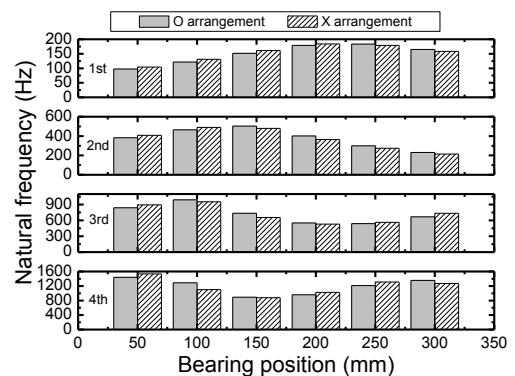 O arrangement X arrangement
Natural frequency (Hz)
200
150
100
50
0
1st
600
400
200
0
2nd
900
600
300
0
3rd
1600
1200
800
400
0
4th
0 50 100 150 200 250 300 350
Bearing position (mm)